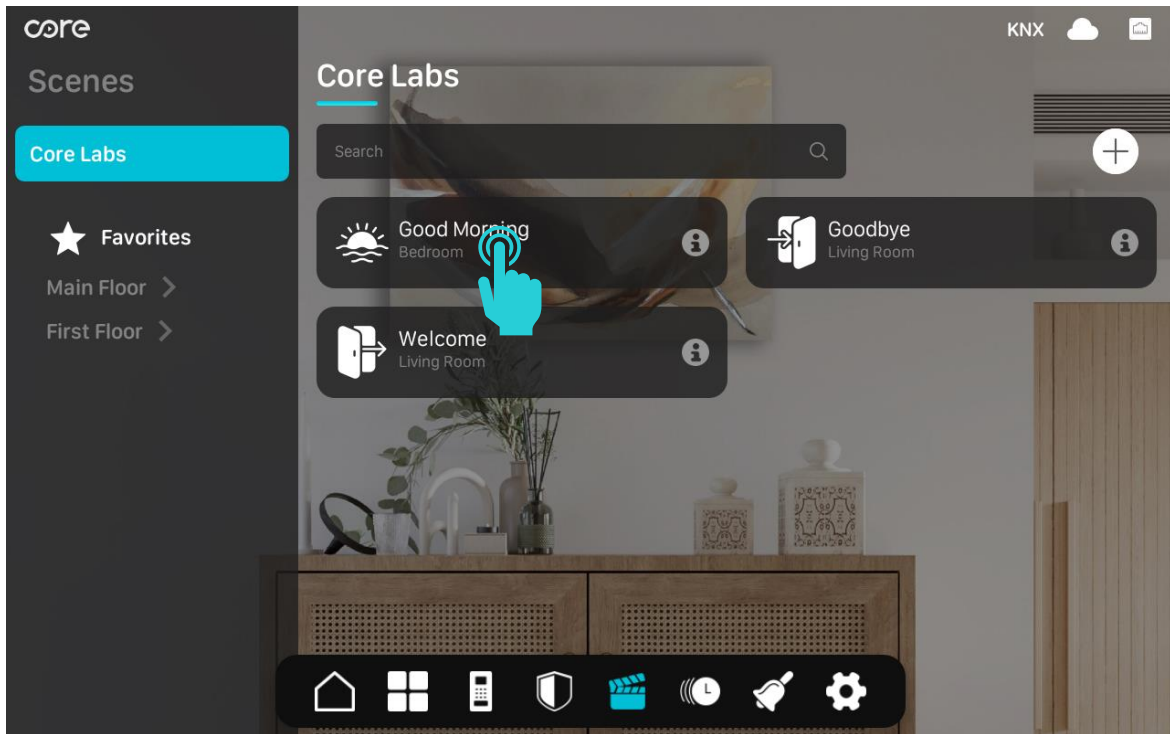 core
KNX
Scenes
Core Labs
Favorites
Main Floor
First Floor
Core Labs
Search
Good Morning
Bedroom
Goodbye
Living Room
Welcome
Living Room